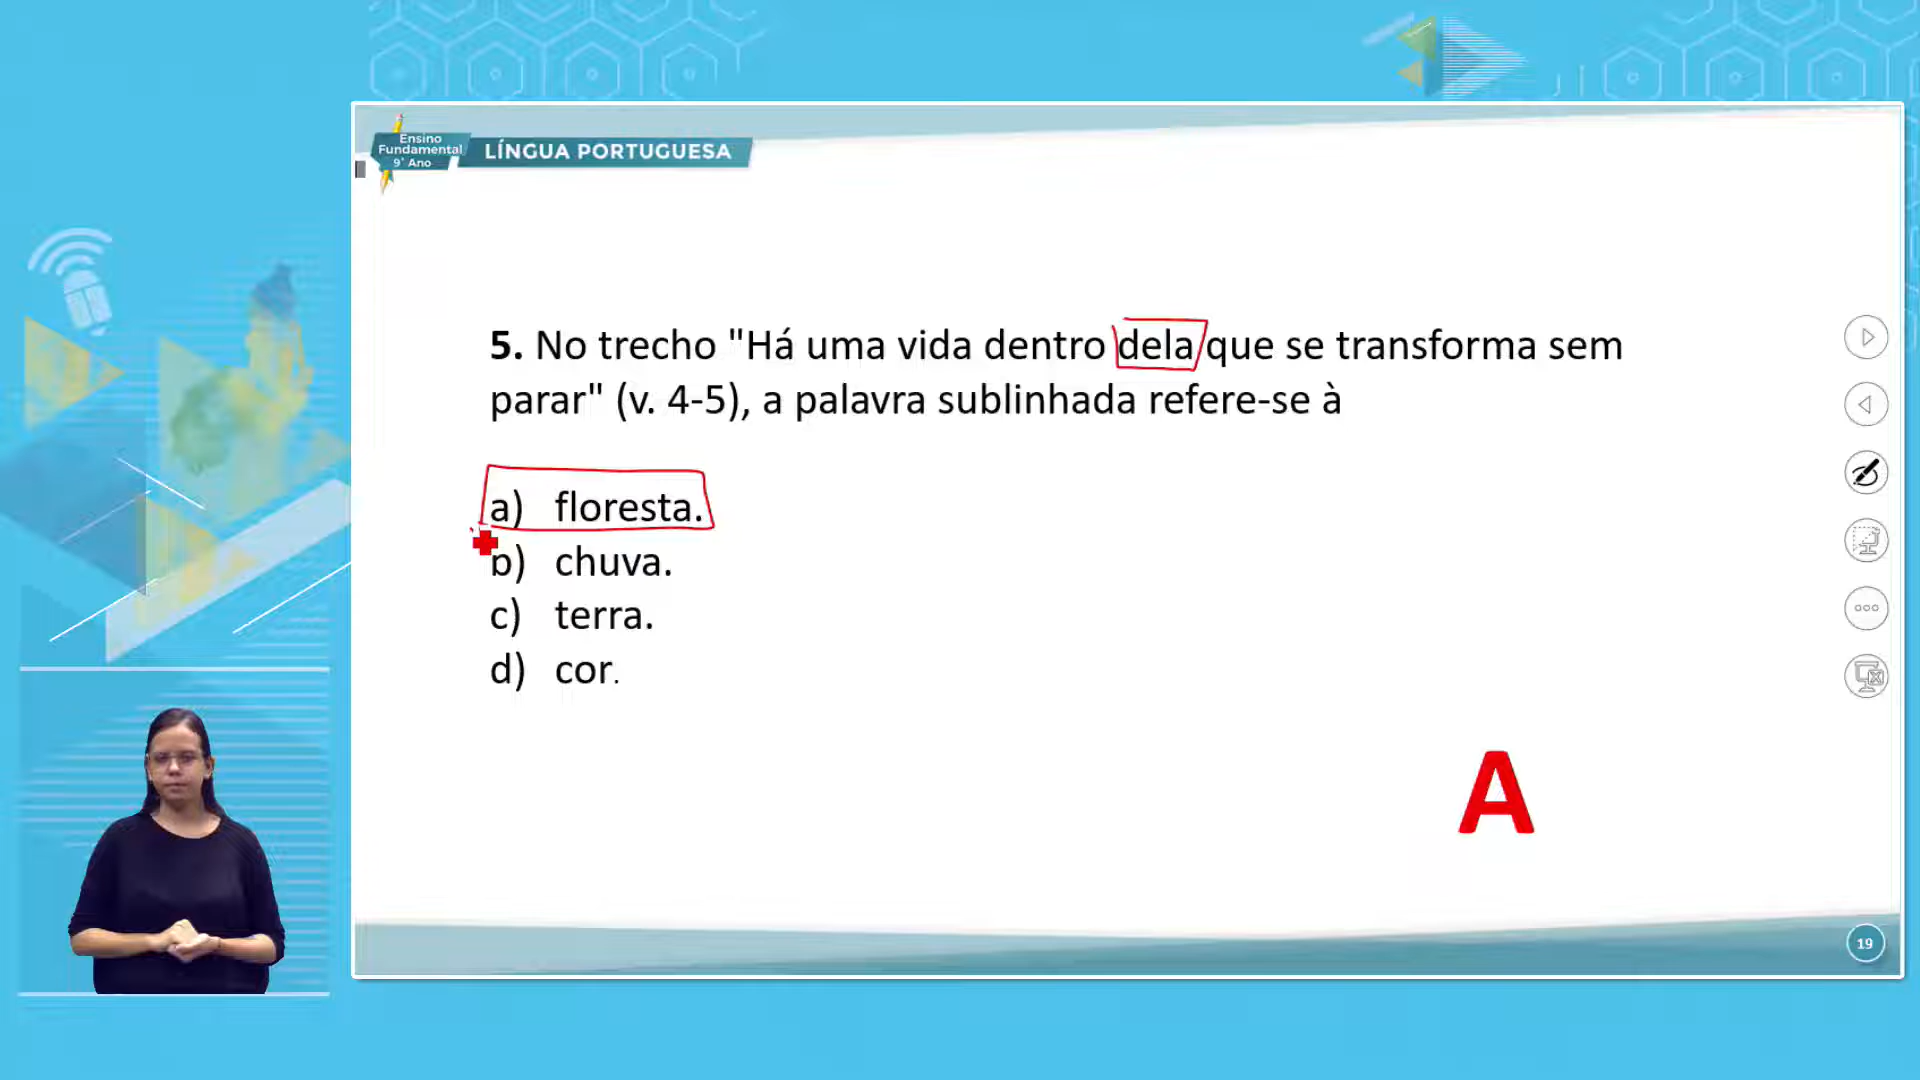 Ensino
Fundamental
9° Ano
LÍNGUA PORTUGUESA
5. No trecho "Há uma vida dentro dela que se transforma sem
parar" (v. 4-5), a palavra sublinhada refere-se à
a) floresta.
b) chuva.
c) terra.
d) cor.
A
19